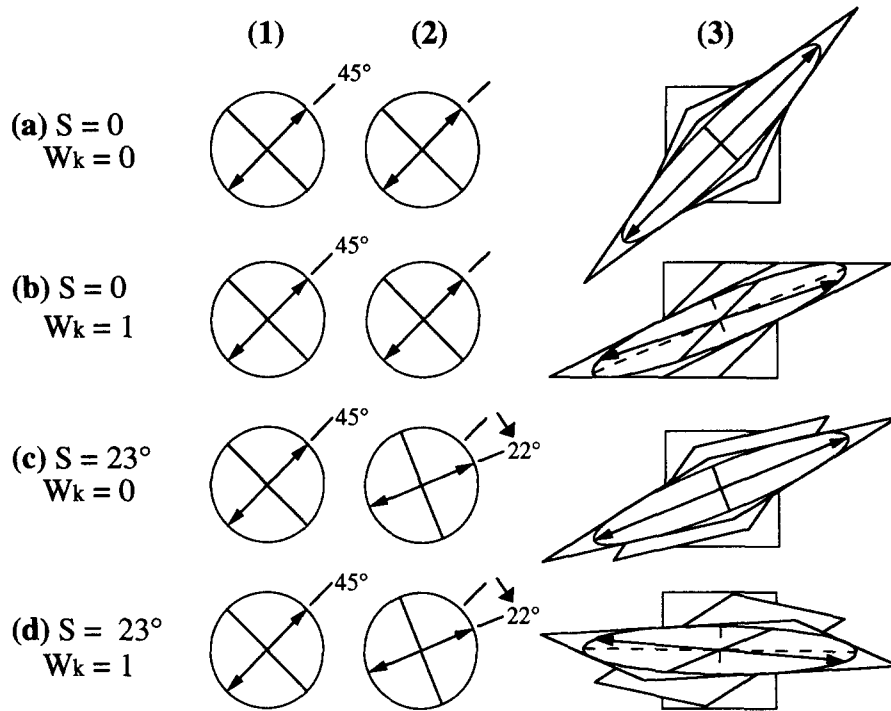 (1) (2) (3)
45°
(a) S = 0
Wk = 0
45°
(b) S = 0
Wk = 1
45°
(c) S = 23°
22°
Wk = 0
45°
(d) S = 23°
22°
Wk = 1